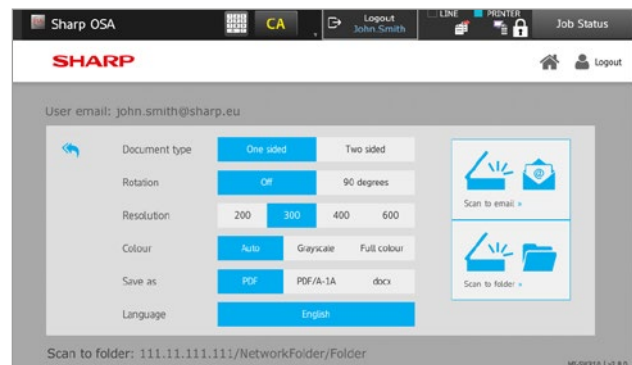 Sharp OSA
CA
Logout
John.Smith
LINE
PRINTER
Job Status
SHARP
Logout
User email: john.smith@sharp.eu
Document type
One sided
Two sided
Rotation
Off
90 degrees
Resolution
200
300
400
600
Colour
Auto
Grayscale
Full colour
Save as
PDF
PDF/A-1A
docx
Language
English
Scan to email »
Scan to folder »
Scan to folder: 111.11.111.111/NetworkFolder/Folder